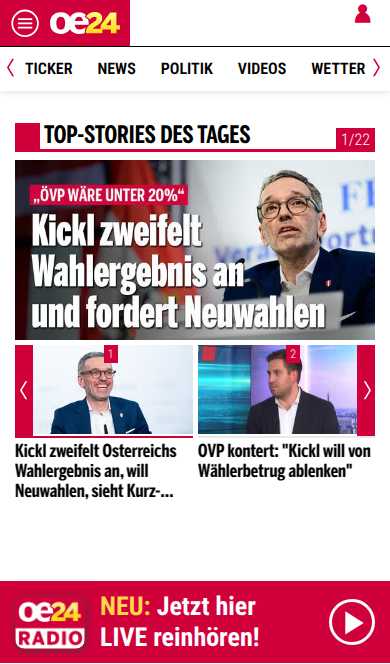 oe24
TICKER NEWS POLITIK VIDEOS WETTER
TOP-STORIES DES TAGES
1/22
„ÖVP WÄRE UNTER 20%“
Kickl zweifelt
Wahlergebnis an
und fordert Neuwahlen
1
2
Kickl zweifelt Österreichs
Wahlergebnis an, will
Neuwahlen, sieht Kurz-...
ÖVP kontert: "Kickl will von
Wählerbetrug ablenken"
oe24
RADIO
NEU: Jetzt hier
LIVE reinhören!